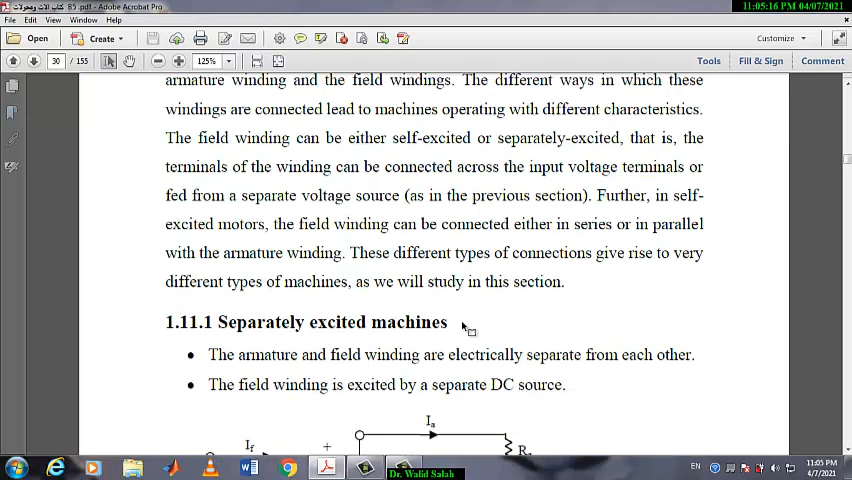 كتاب الات ومحولات B5 .pdf - Adobe Acrobat Pro
11:05:16 PM 04/07/2021
File Edit View Window Help
Open Create Customize
30 / 155 125% Tools Fill & Sign Comment
armature winding and the field windings. The different ways in which these
windings are connected lead to machines operating with different characteristics.
The field winding can be either self-excited or separately-excited, that is, the
terminals of the winding can be connected across the input voltage terminals or
fed from a separate voltage source (as in the previous section). Further, in self-
excited motors, the field winding can be connected either in series or in parallel
with the armature winding. These different types of connections give rise to very
different types of machines, as we will study in this section.
1.11.1 Separately excited machines
• The armature and field winding are electrically separate from each other.
• The field winding is excited by a separate DC source.
Ia
If +
Dr. Walid Salah
EN
11:05 PM
4/7/2021